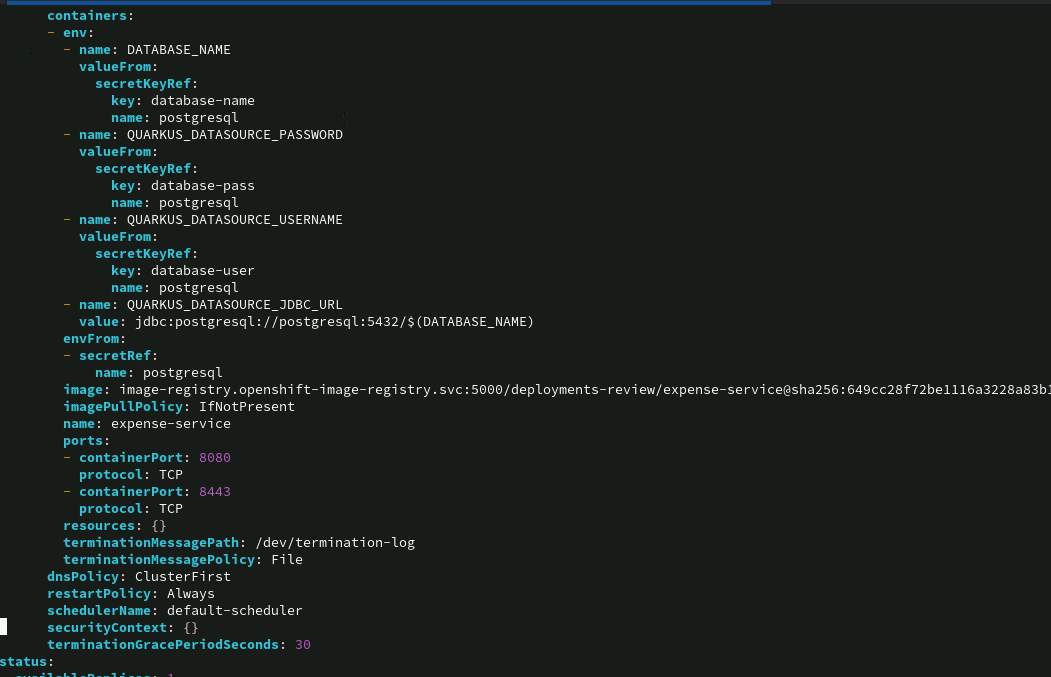 containers:
- env:
- name: DATABASE_NAME
valueFrom:
secretKeyRef:
key: database-name
name: postgresql
- name: QUARKUS_DATASOURCE_PASSWORD
valueFrom:
secretKeyRef:
key: database-pass
name: postgresql
- name: QUARKUS_DATASOURCE_USERNAME
valueFrom:
secretKeyRef:
key: database-user
name: postgresql
- name: QUARKUS_DATASOURCE_JDBC_URL
value: jdbc:postgresql://postgresql:5432/$(DATABASE_NAME)
envFrom:
- secretRef:
name: postgresql
image: image-registry.openshift-image-registry.svc:5000/deployments-review/expense-service@sha256:649cc28f72be1116a3228a83b1
imagePullPolicy: IfNotPresent
name: expense-service
ports:
- containerPort: 8080
protocol: TCP
- containerPort: 8443
protocol: TCP
resources: {}
terminationMessagePath: /dev/termination-log
terminationMessagePolicy: File
dnsPolicy: ClusterFirst
restartPolicy: Always
schedulerName: default-scheduler
securityContext: {}
terminationGracePeriodSeconds: 30
status: